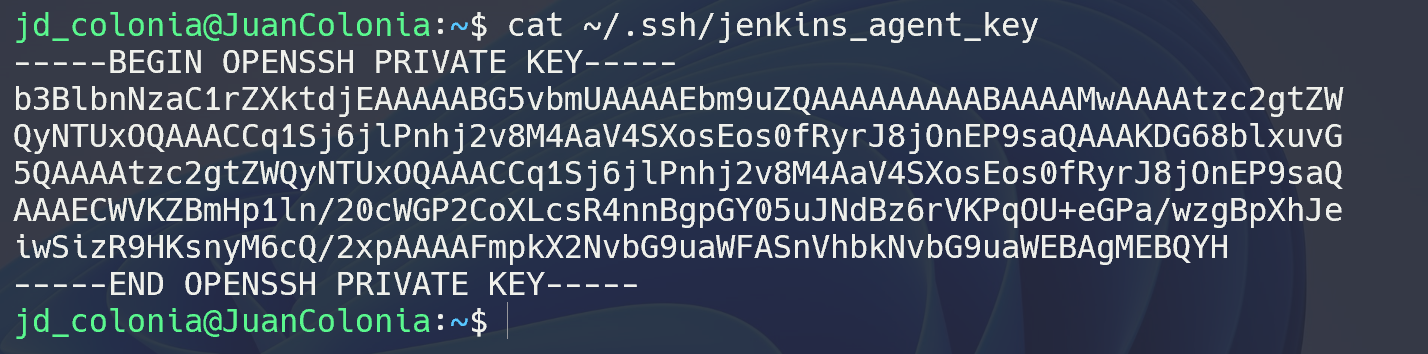 jd_colonia@JuanColonia:~$ cat ~/.ssh/jenkins_agent_key
-----BEGIN OPENSSH PRIVATE KEY-----
b3BlbnNzaC1rZXktdjEAAAAABG5vbmUAAAAEbm9uZQAAAAAAAAABAAAAMwAAAAtzc2gtZW
QyNTUxOQAAACCq1Sj6jlPnhj2v8M4AaV4SXosEos0fRyrJ8jOnEP9saQAAAKDG68blxuvG
5QAAAAtzc2gtZWQyNTUxOQAAACCq1Sj6jlPnhj2v8M4AaV4SXosEos0fRyrJ8jOnEP9saQ
AAAECWVKZBmHp1ln/20cWGP2CoXLcsR4nnBgpGY05uJNdBz6rVKPqOU+eGPa/wzgBpXhJe
iwSizR9HKsnyM6cQ/2xpAAAAFmpkX2NvbG9uaWFASnVhbkNvbG9uaWEBAgMEBQYH
-----END OPENSSH PRIVATE KEY-----
jd_colonia@JuanColonia:~$